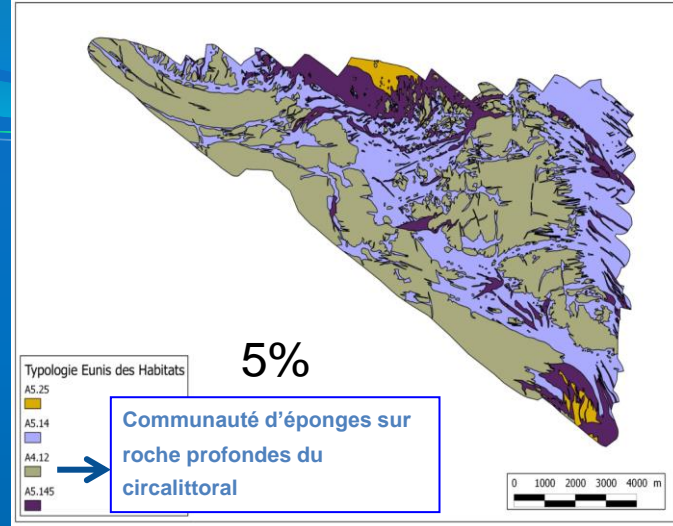 5%
Typologie Eunis des Habitats
A5.25
A5.14
A4.12
A5.145
Communauté d'éponges sur
roche profondes du
circalittoral
0 1000 2000 3000 4000 m